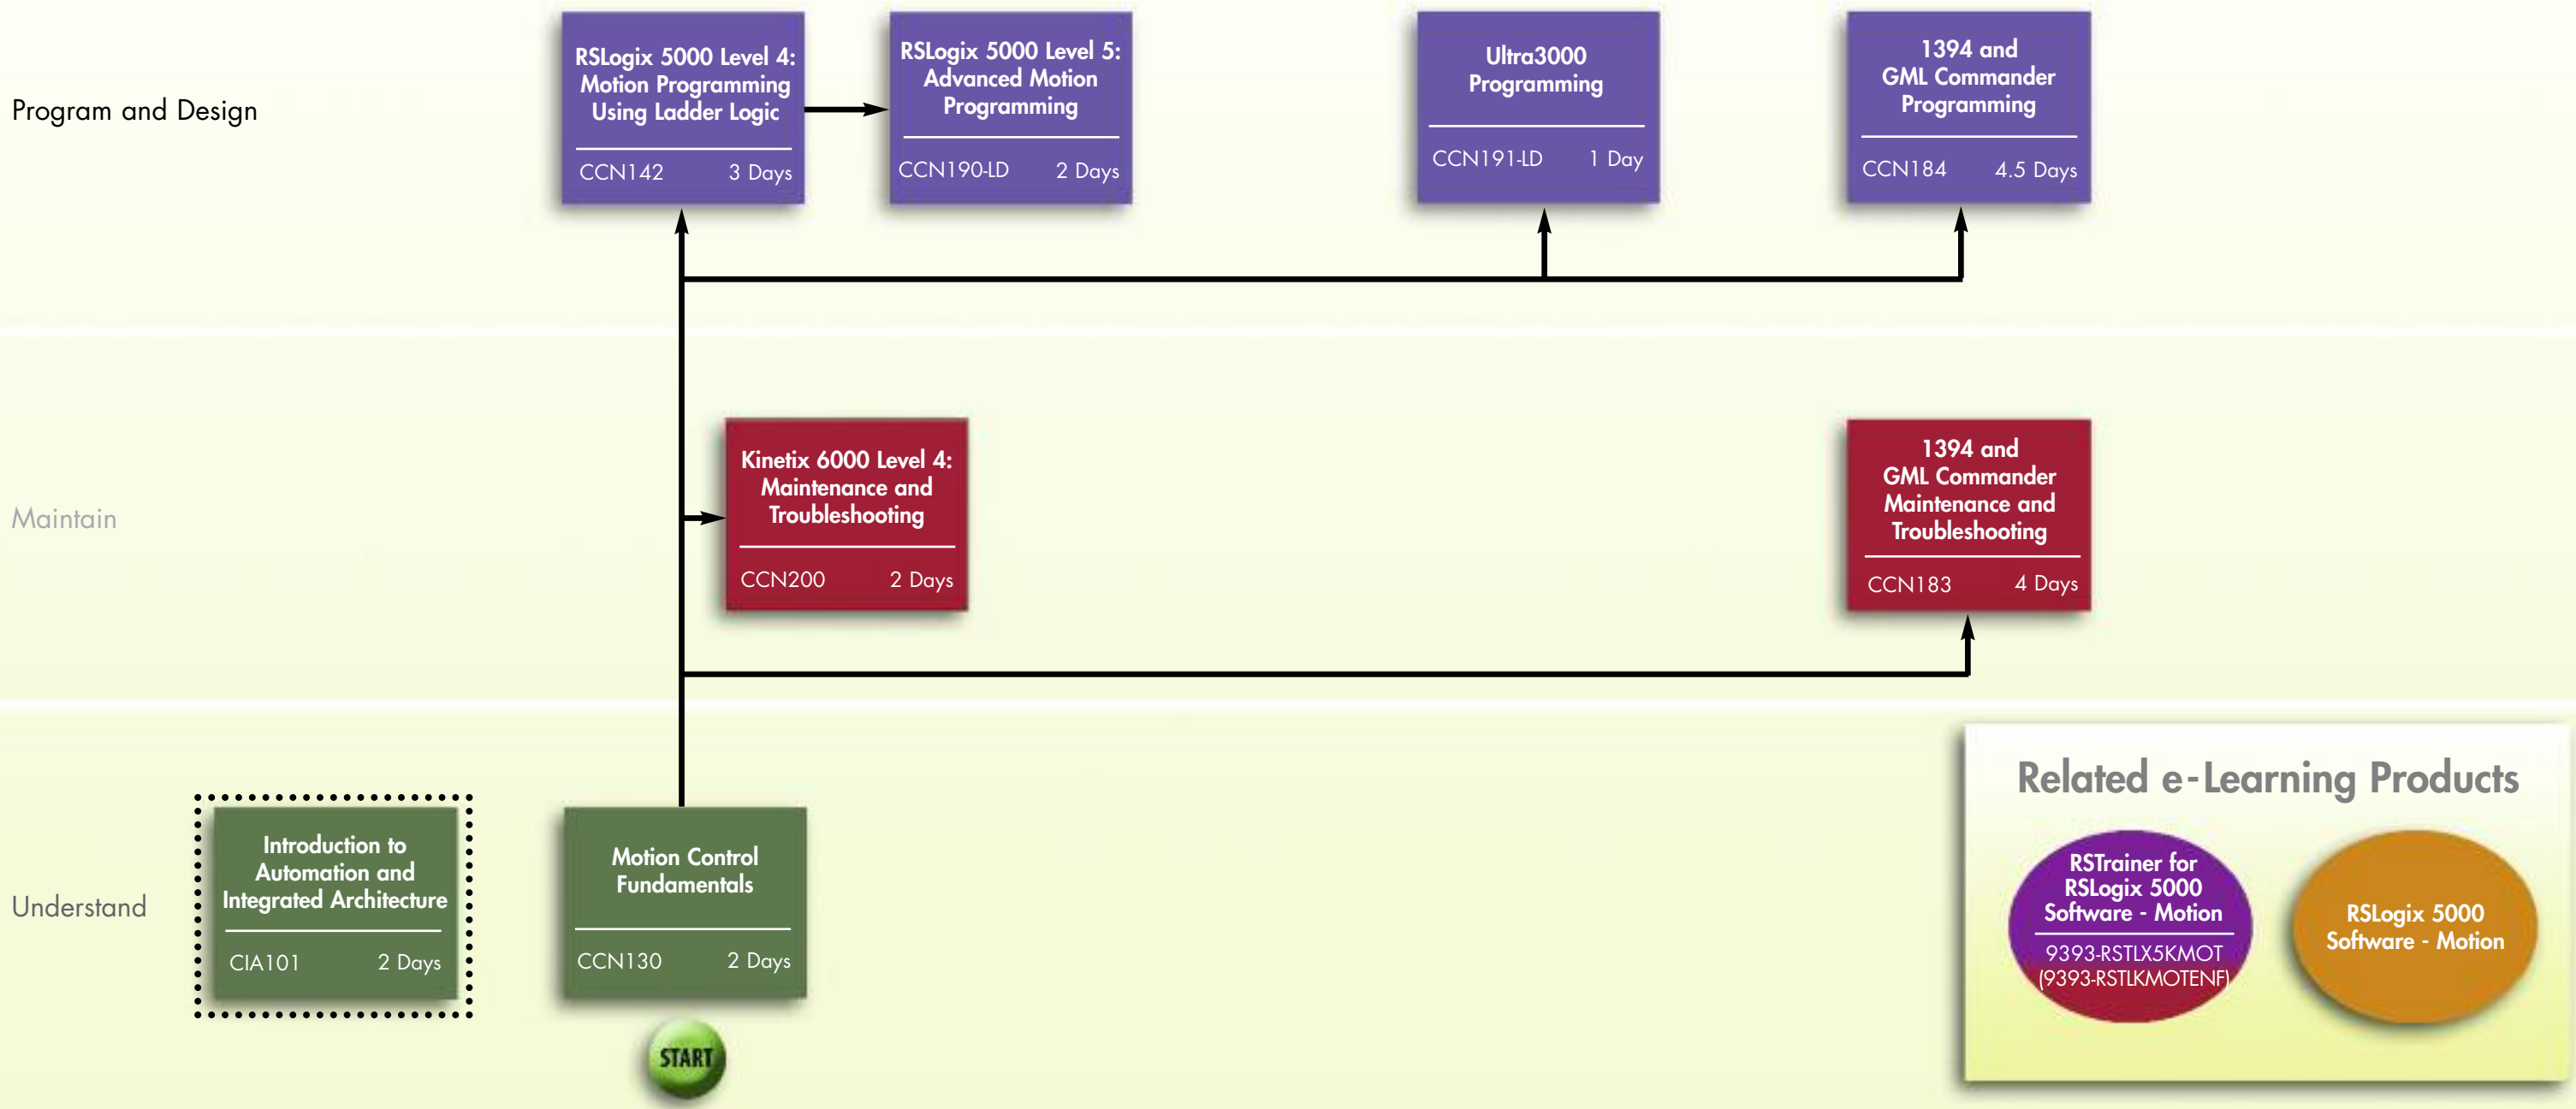 Program and Design
RSLogix 5000 Level 4:
Motion Programming
Using Ladder Logic
CCN142 3 Days
RSLogix 5000 Level 5:
Advanced Motion
Programming
CCN190-LD 2 Days
Ultra3000
Programming
CCN191-LD 1 Day
1394 and
GML Commander
Programming
CCN184 4.5 Days
Maintain
Kinetix 6000 Level 4:
Maintenance and
Troubleshooting
CCN200 2 Days
1394 and
GML Commander
Maintenance and
Troubleshooting
CCN183 4 Days
Understand
Introduction to
Automation and
Integrated Architecture
CIA101 2 Days
Motion Control
Fundamentals
CCN130 2 Days
START
Related e-Learning Products
RSTrainer for
RSLogix 5000
Software - Motion
9393-RSTLX5KMOT
(9393-RSTLKMOTENF)
RSLogix 5000
Software - Motion